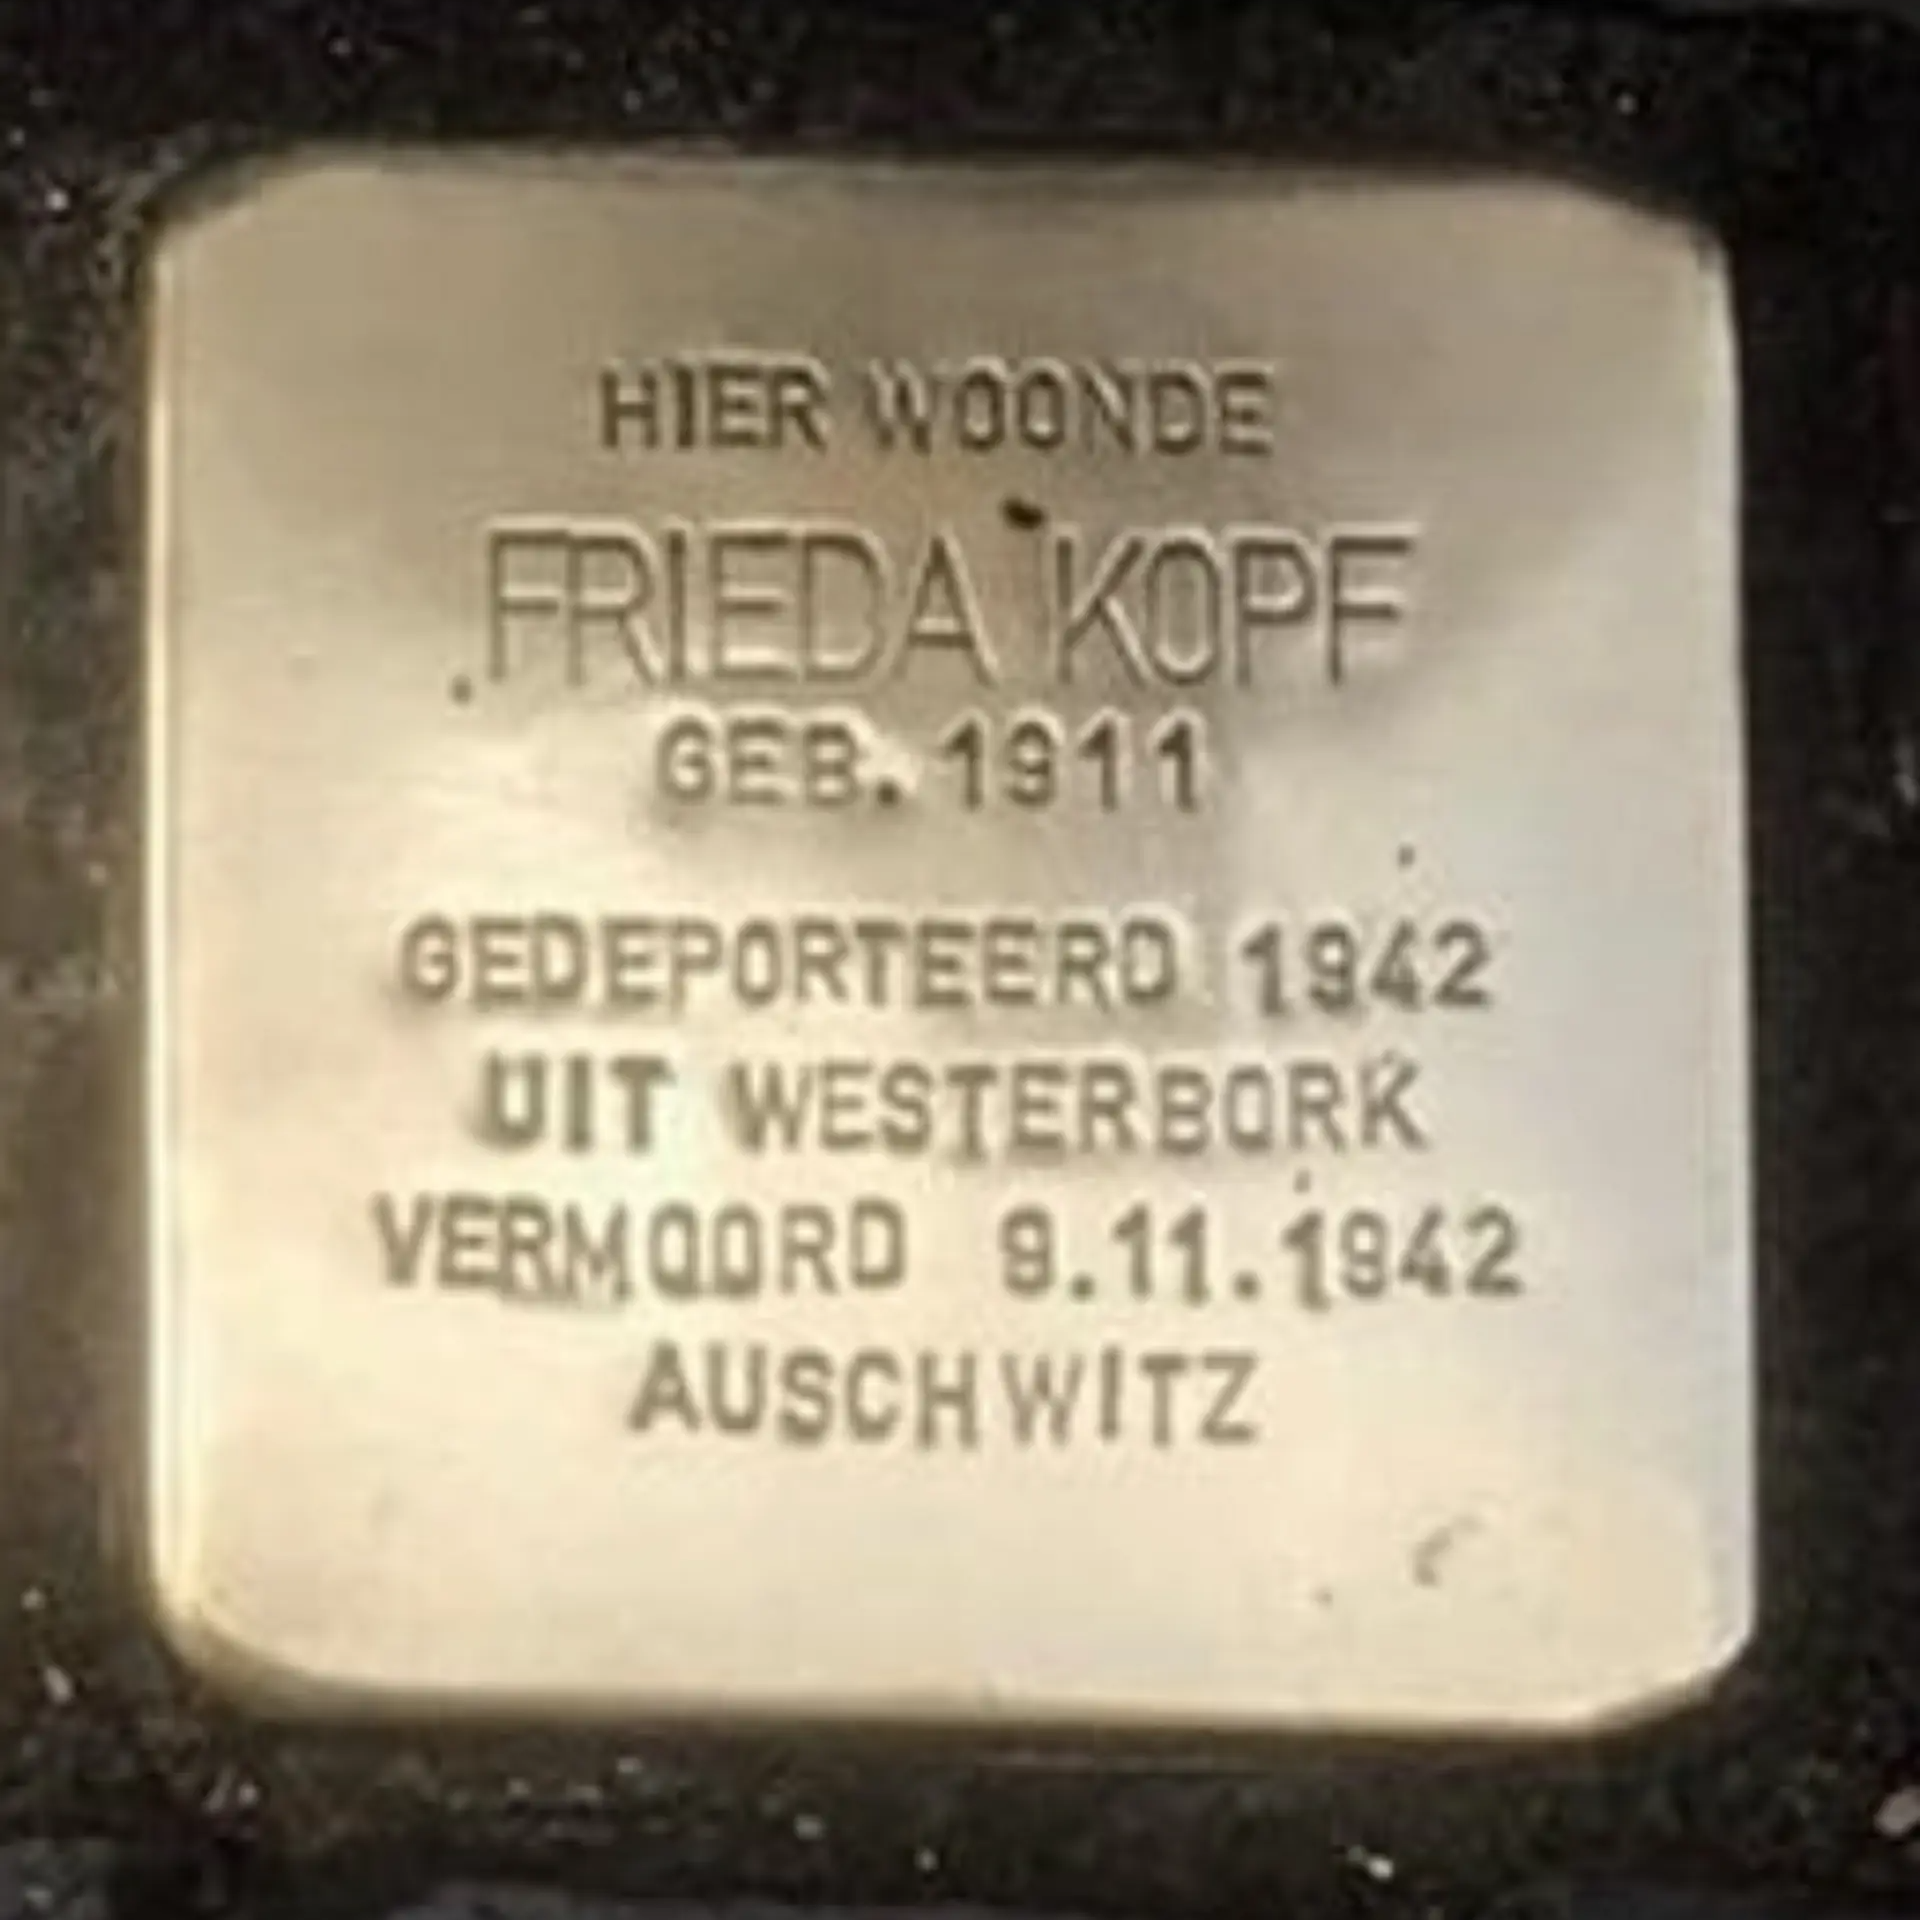 HIER WOONDE
FRIEDA KOPF
GEB. 1911
GEDEPORTEERD 1942
UIT WESTERBORK
VERMOORD 9.11.1942
AUSCHWITZ